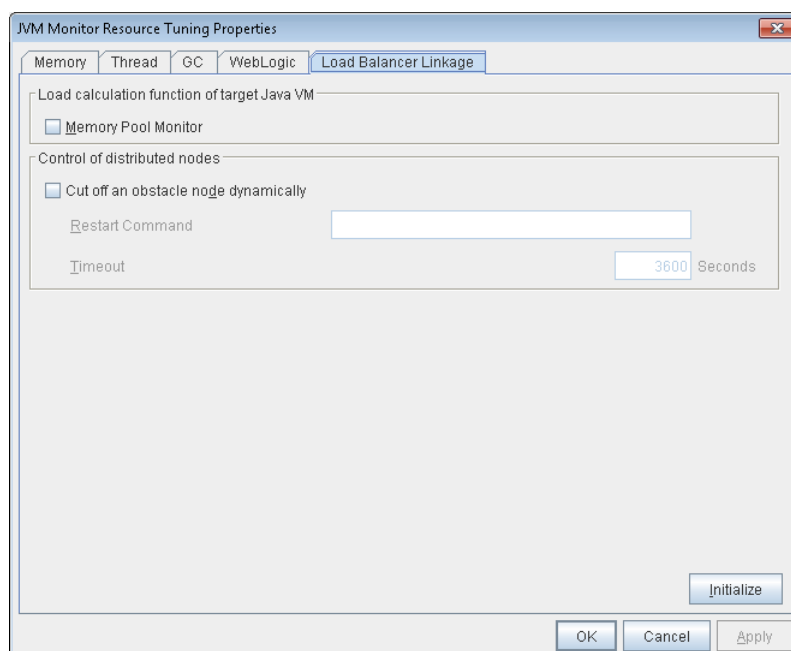 JVM Monitor Resource Tuning Properties
Memory Thread GC WebLogic Load Balancer Linkage
Load calculation function of target Java VM
Memory Pool Monitor
Control of distributed nodes
Cut off an obstacle node dynamically
Restart Command
Timeout 3600 Seconds
Initialize
OK Cancel Apply